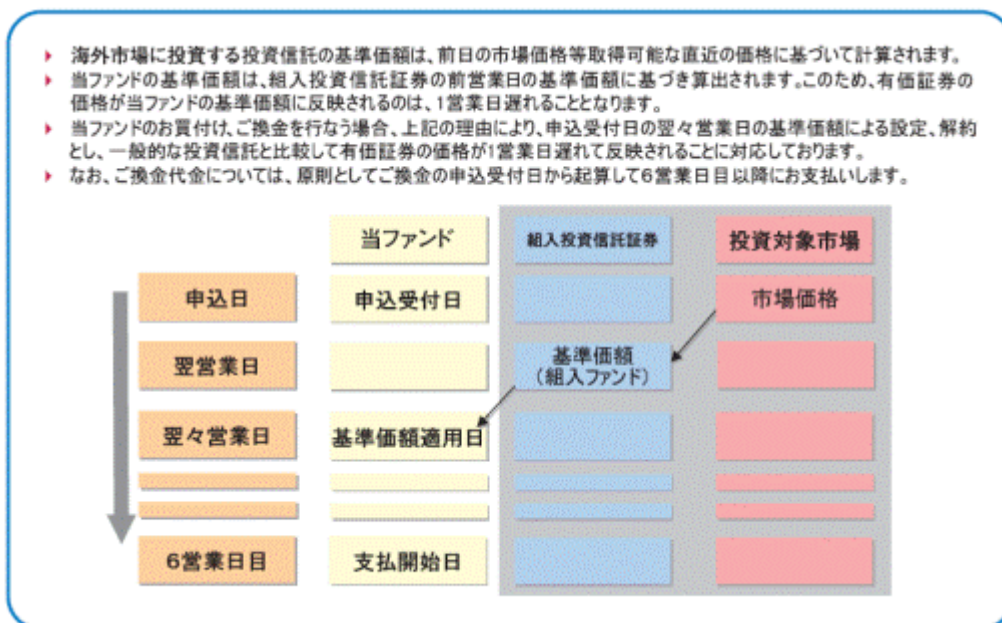 海外市場に投資する投資信託の基準価額は、前日の市場価格等取得可能な直近の価格に基づいて計算されます。
当ファンドの基準価額は、組入投資信託証券の前営業日の基準価額に基づき算出されます。このため、有価証券の
価格が当ファンドの基準価額に反映されるのは、1営業日遅れることとなります。
当ファンドのお買付け、ご換金を行なう場合、上記の理由により、申込受付日の翌々営業日の基準価額による設定、解約
とし、一般的な投資信託と比較して有価証券の価格が1営業日遅れて反映されることに対応しております。
なお、ご換金代金については、原則としてご換金の申込受付日から起算して6営業日目以降にお支払いします。
当ファンド
組入投資信託証券
投資対象市場
申込日
申込受付日
市場価格
翌営業日
基準価額
(組入ファンド)
翌々営業日
基準価額適用日
6営業日目
支払開始日